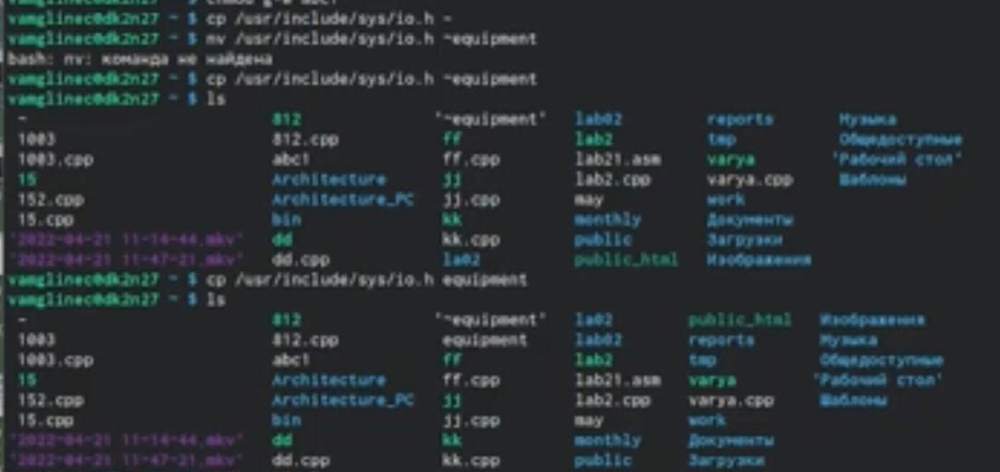 vamglinec@dk2n27 ~ $ cp /usr/include/sys/io.h ~
vamglinec@dk2n27 ~ $ nv /usr/include/sys/io.h ~equipment
bash: nv: команда не найдена
vamglinec@dk2n27 ~ $ cp /usr/include/sys/io.h ~equipment
vamglinec@dk2n27 ~ $ ls
~ 812 '~equipment' lab02 reports Музыка
1003 812.cpp ff lab2 tmp Общедоступные
1003.cpp abc1 ff.cpp lab21.asm varya 'Рабочий стол'
15 Architecture jj lab2.cpp varya.cpp Шаблоны
152.cpp Architecture_PC jj.cpp may work
15.cpp bin kk monthly Документы
'2022-04-21 11-14-44.mkv' dd kk.cpp public Загрузки
'2022-04-21 11-47-21.mkv' dd.cpp la02 public_html Изображения
vamglinec@dk2n27 ~ $ cp /usr/include/sys/io.h equipment
vamglinec@dk2n27 ~ $ ls
~ 812 '~equipment' la02 public_html Изображения
1003 812.cpp equipment lab02 reports Музыка
1003.cpp abc1 ff lab2 tmp Общедоступные
15 Architecture ff.cpp lab21.asm varya 'Рабочий стол'
152.cpp Architecture_PC jj lab2.cpp varya.cpp Шаблоны
15.cpp bin jj.cpp may work
'2022-04-21 11-14-44.mkv' dd kk monthly Документы
'2022-04-21 11-47-21.mkv' dd.cpp kk.cpp public Загрузки